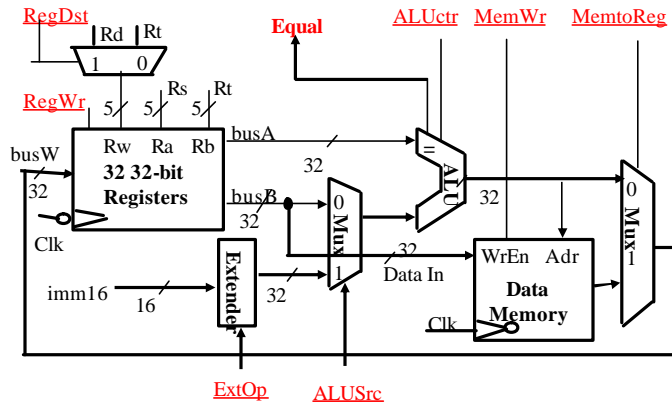 RegDst
Rd Rt
Equal
ALUctr MemWr MemtoReg
1 0
RegWr
5
5 Rs
5 Rt
Rw Ra Rb
busA
32
busW
32
32 32-bit
Registers
busB
32
Clk
=
ALU
32
0
Mux
1
32
Data In
WrEn Adr
Data
Memory
Clk
0
Mux
1
imm16
16
Extender
32
ExtOp ALUSrc